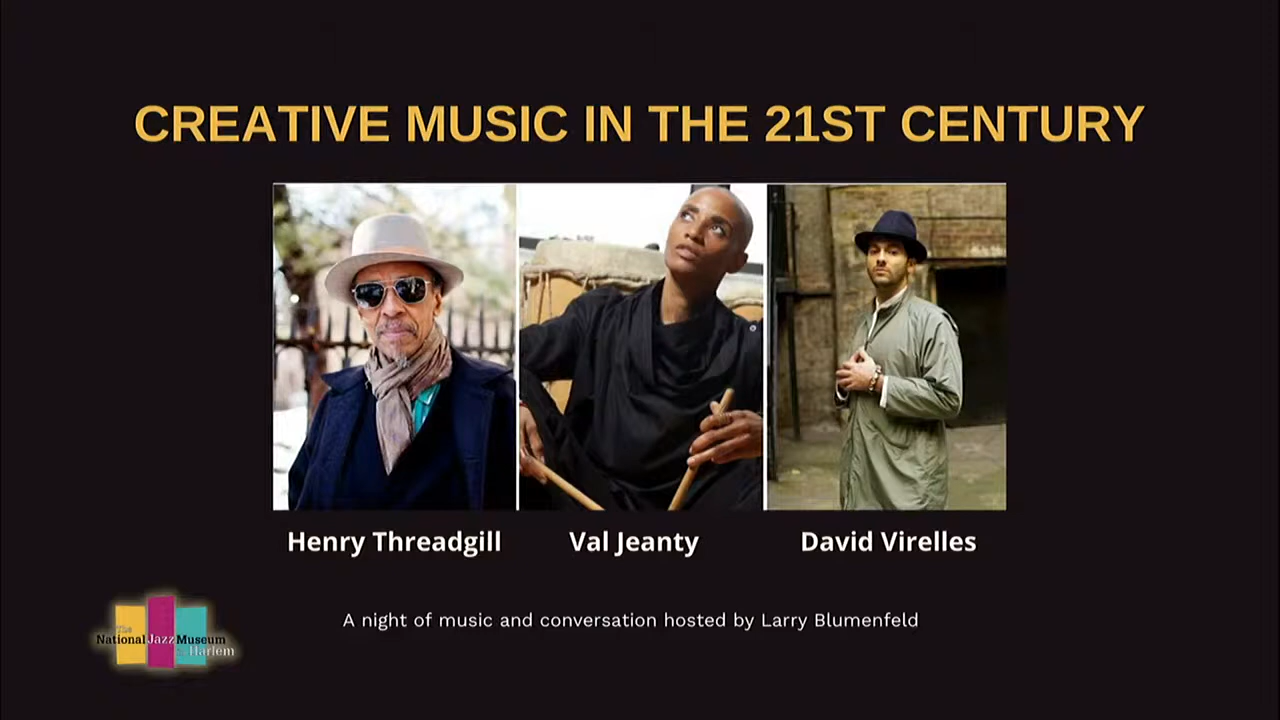 CREATIVE MUSIC IN THE 21ST CENTURY
Henry Threadgill
Val Jeanty
David Virelles
A night of music and conversation hosted by Larry Blumenfeld
The
National Jazz Museum
in Harlem